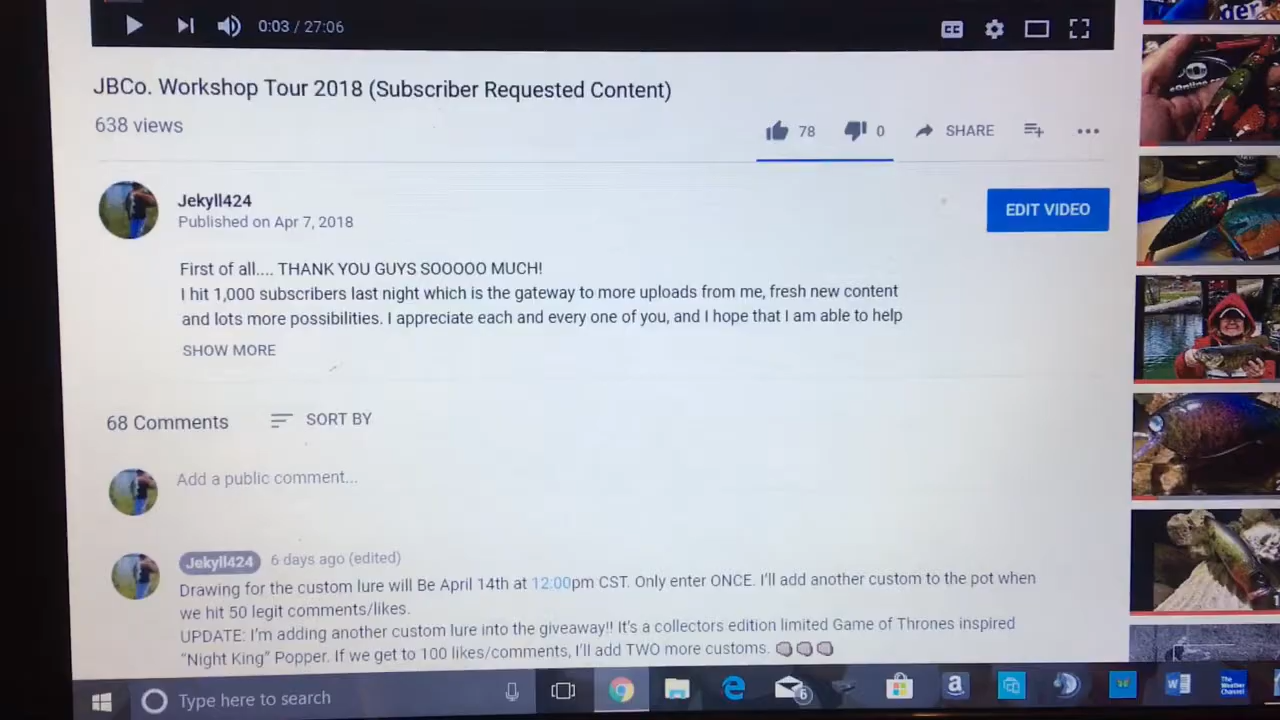 der
0:03 / 27:06
CC
JBCo. Workshop Tour 2018 (Subscriber Requested Content)
638 views
78
0
SHARE
Jekyll424
Published on Apr 7, 2018
EDIT VIDEO
First of all.... THANK YOU GUYS SOOOOO MUCH!
I hit 1,000 subscribers last night which is the gateway to more uploads from me, fresh new content
and lots more possibilities. I appreciate each and every one of you, and I hope that I am able to help
SHOW MORE
68 Comments
SORT BY
Add a public comment...
Jekyll424 6 days ago (edited)
Drawing for the custom lure will Be April 14th at 12:00pm CST. Only enter ONCE. I'll add another custom to the pot when
we hit 50 legit comments/likes.
UPDATE: I'm adding another custom lure into the giveaway!! It's a collectors edition limited Game of Thrones inspired
"Night King" Popper. If we get to 100 likes/comments, I'll add TWO more customs.
Type here to search
6
a
W
The
Weather
Channel